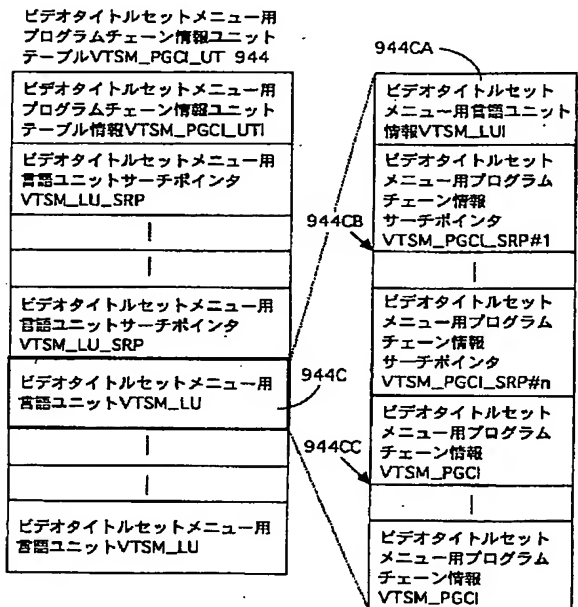 ビデオタイトルセットメニュー用
プログラムチェーン情報ユニット
テーブルVTSM_PGCI_UT 944
ビデオタイトルセットメニュー用
プログラムチェーン情報ユニット
テーブル情報VTSM_PGCI_UTI
ビデオタイトルセットメニュー用
言語ユニットサーチポインタ
VTSM_LU_SRP
ビデオタイトルセットメニュー用
言語ユニットサーチポインタ
VTSM_LU_SRP
ビデオタイトルセットメニュー用
言語ユニットVTSM_LU
ビデオタイトルセットメニュー用
言語ユニットVTSM_LU
944C
944CA
ビデオタイトルセット
メニュー用言語ユニット
情報VTSM_LUI
ビデオタイトルセット
メニュー用プログラム
チェーン情報
サーチポインタ
VTSM_PGCI_SRP#1
944CB
ビデオタイトルセット
メニュー用プログラム
チェーン情報
サーチポインタ
VTSM_PGCI_SRP#n
ビデオタイトルセット
メニュー用プログラム
チェーン情報
VTSM_PGCI
944CC
ビデオタイトルセット
メニュー用プログラム
チェーン情報
VTSM_PGCI